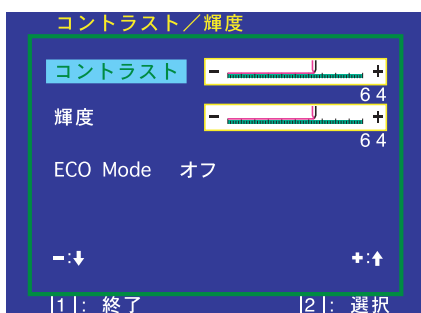 コントラスト／輝度
コントラスト - +
64
輝度 - +
64
ECO Mode オフ
-:⬇ +:⬆
1: 終了 2: 選択